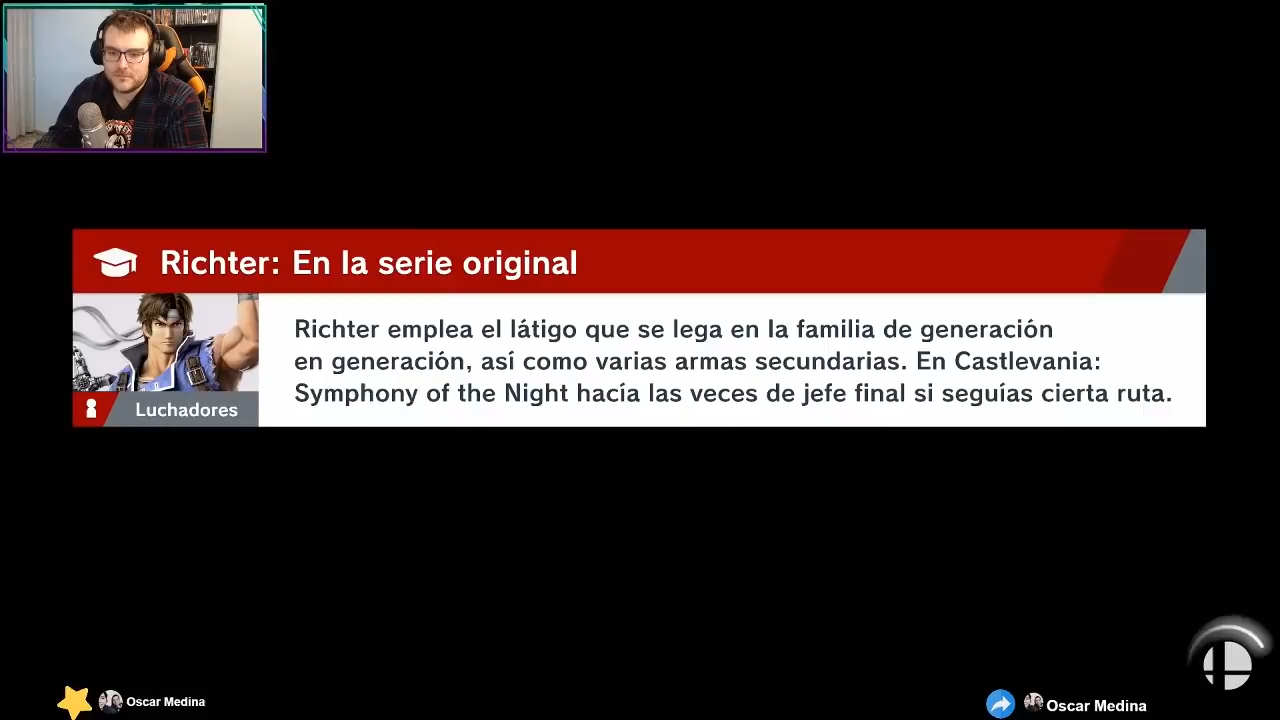 Richter: En la serie original
Richter emplea el látigo que se lega en la familia de generación
en generación, así como varias armas secundarias. En Castlevania:
Symphony of the Night hacía las veces de jefe final si seguías cierta ruta.
Luchadores
Oscar Medina
Oscar Medina